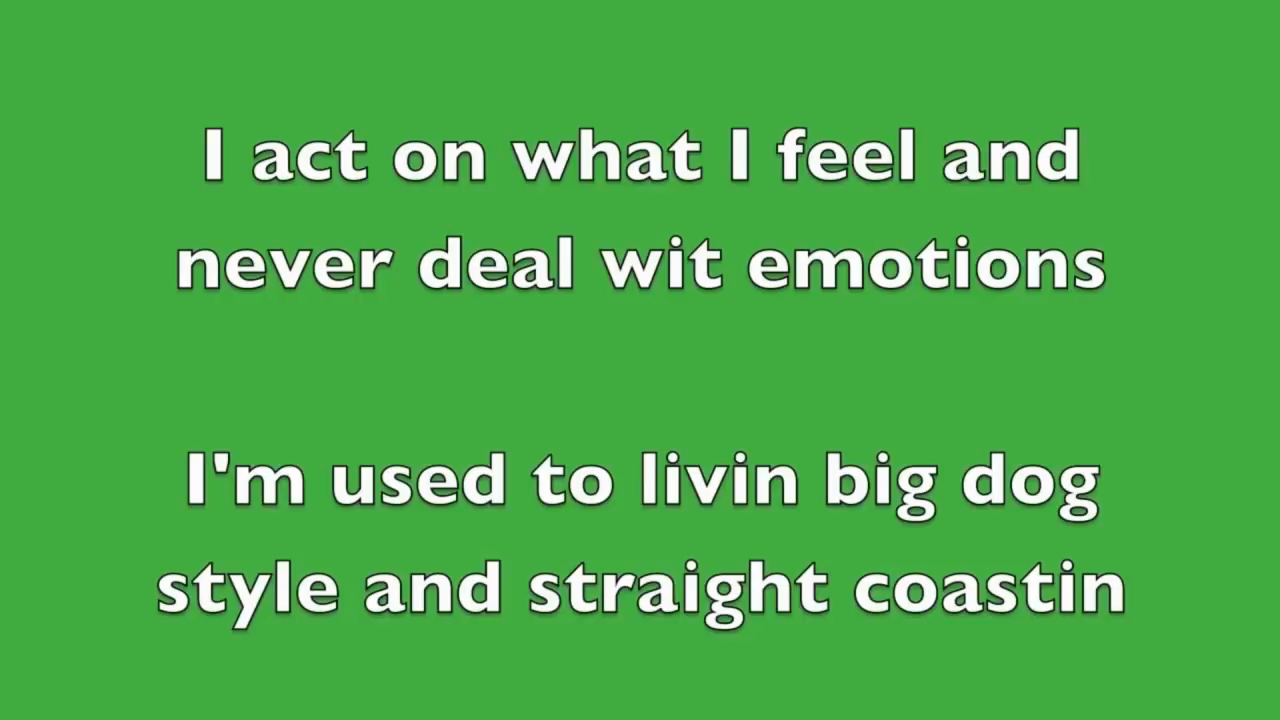 I act on what I feel and
never deal wit emotions
I'm used to livin big dog
style and straight coastin